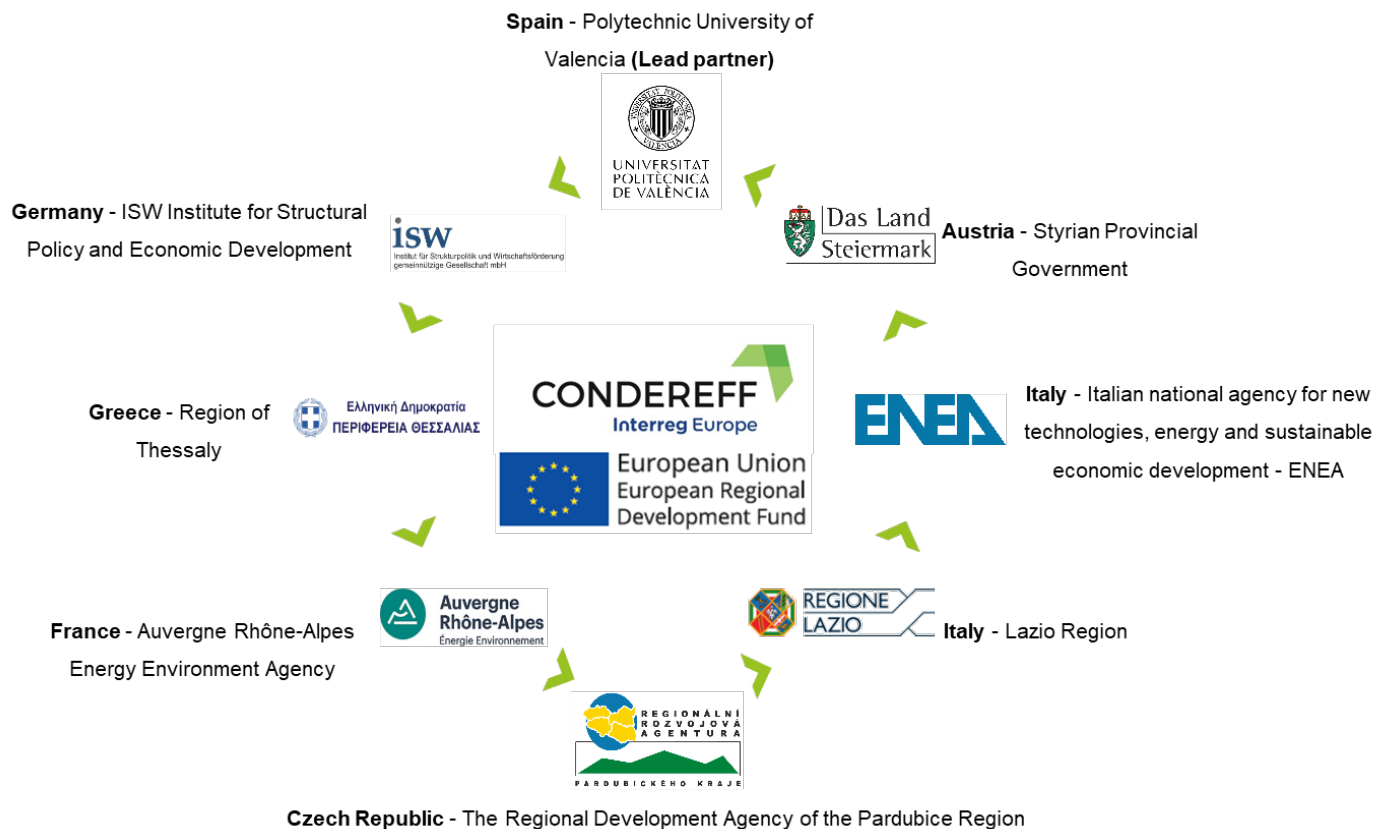 Spain - Polytechnic University of
Valencia (Lead partner)
UNIVERSITAT
POLITÈCNICA
DE VALÈNCIA
Germany - ISW Institute for Structural
Policy and Economic Development
isw
Institut für Strukturpolitik und Wirtschaftsförderung
gemeinnützige Gesellschaft mbH
Das Land
Steiermark
Austria - Styrian Provincial
Government
Greece - Region of
Thessaly
Ελληνική Δημοκρατία
ΠΕΡΙΦΕΡΕΙΑ ΘΕΣΣΑΛΙΑΣ
CONDEREFF
Interreg Europe
European Union
European Regional
Development Fund
ENEA
Italy - Italian national agency for new
technologies, energy and sustainable
economic development - ENEA
France - Auvergne Rhône-Alpes
Energy Environment Agency
Auvergne
Rhône-Alpes
Énergie Environnement
REGIONE
LAZIO
Italy - Lazio Region
REGIONÁLNÍ
ROZVOJOVÁ
AGENTURA
PARDUBICKÉHO KRAJE
Czech Republic - The Regional Development Agency of the Pardubice Region